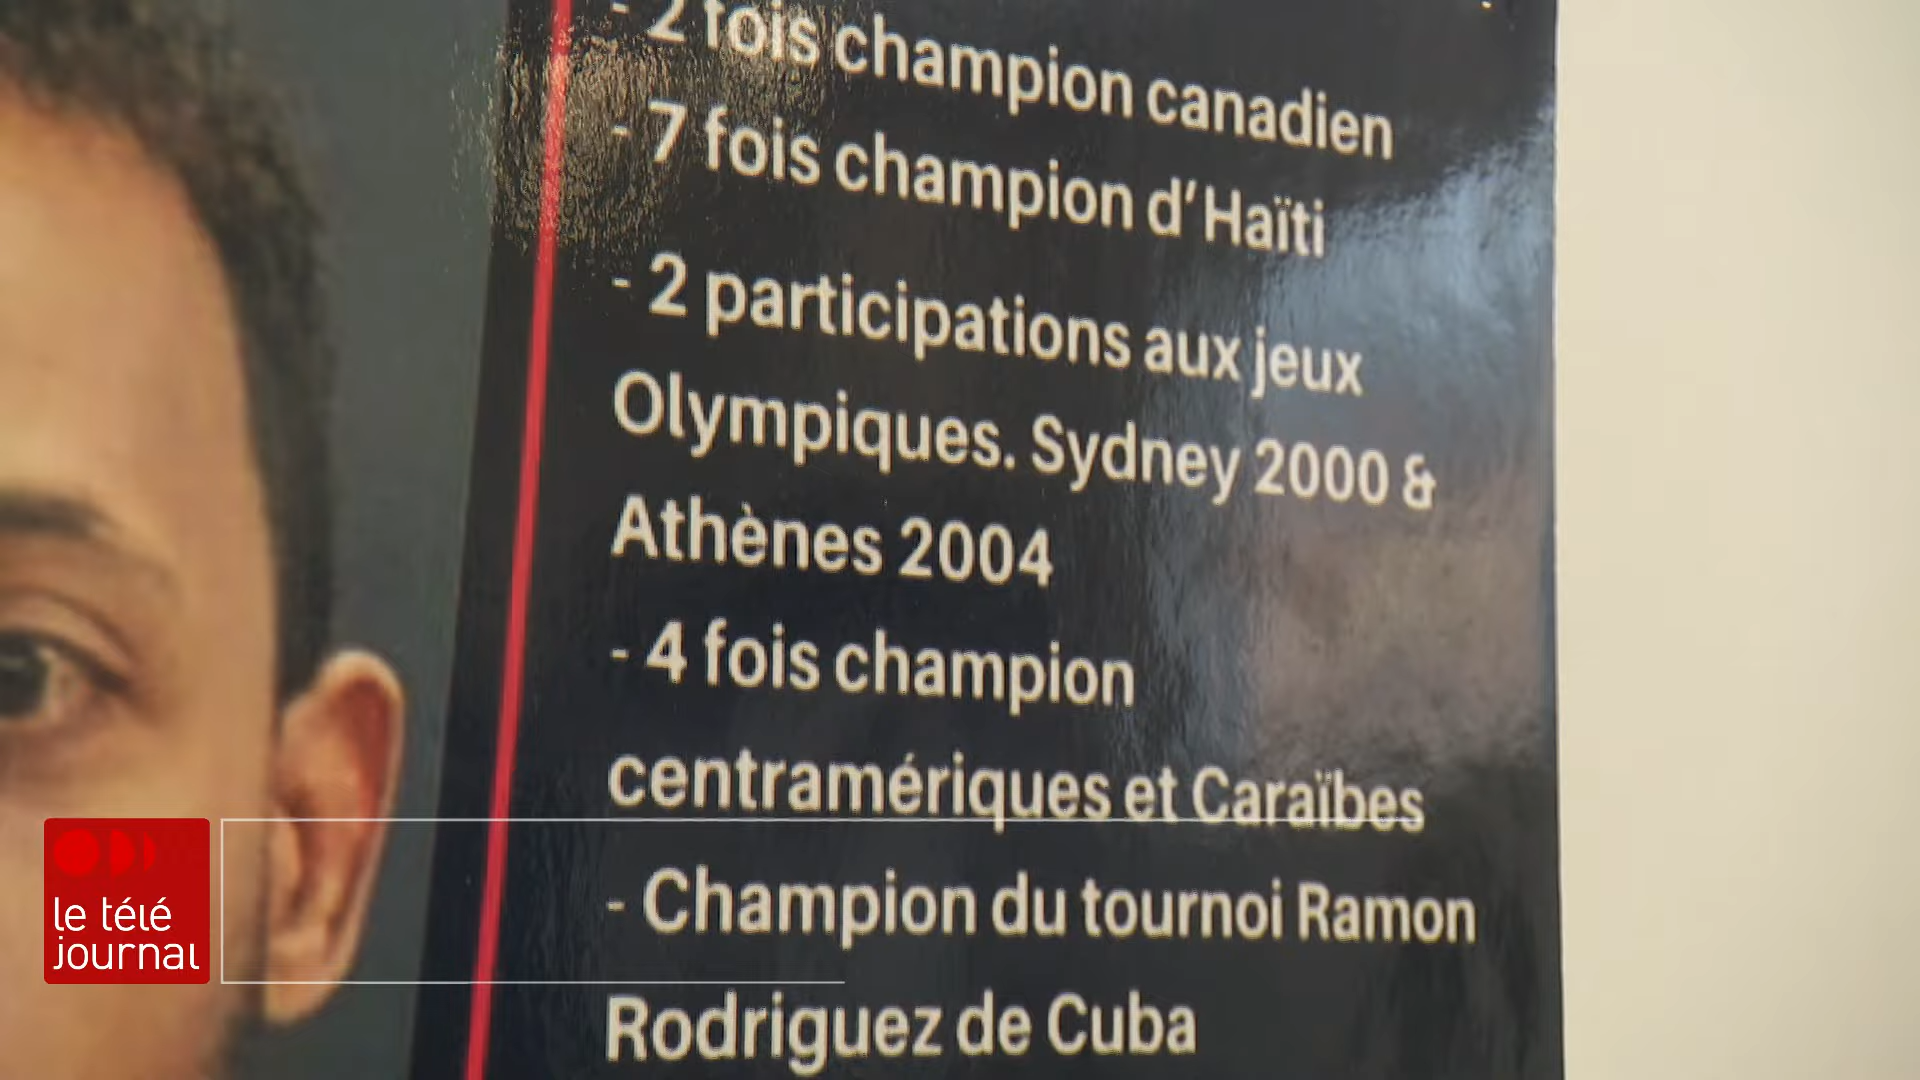 - 2 fois champion canadien
- 7 fois champion d'Haïti
- 2 participations aux jeux
Olympiques. Sydney 2000 &
Athènes 2004
- 4 fois champion
centramériques et Caraïbes
- Champion du tournoi Ramon
Rodriguez de Cuba
le télé
journal